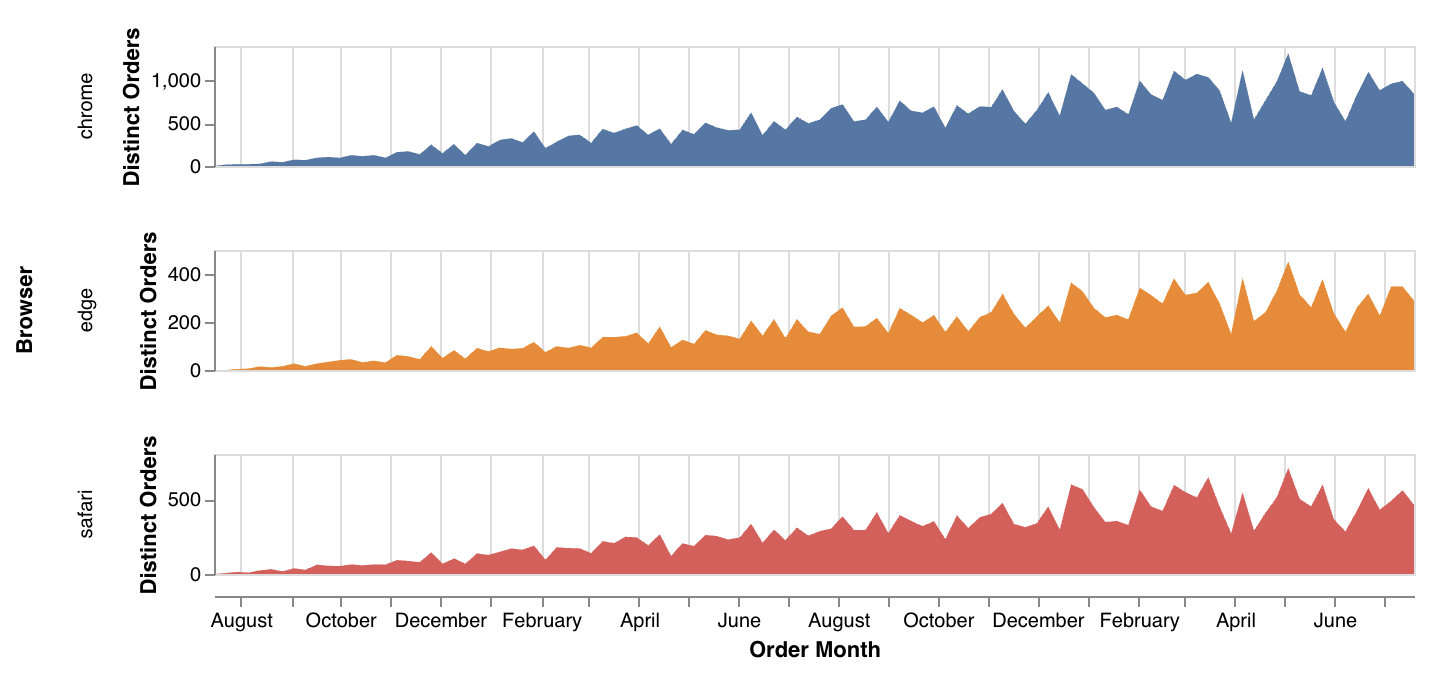 Browser
chrome
Distinct Orders
1,000
500
0
edge
Distinct Orders
400
200
0
safari
Distinct Orders
500
0
August October December February April June August October December February April June
Order Month